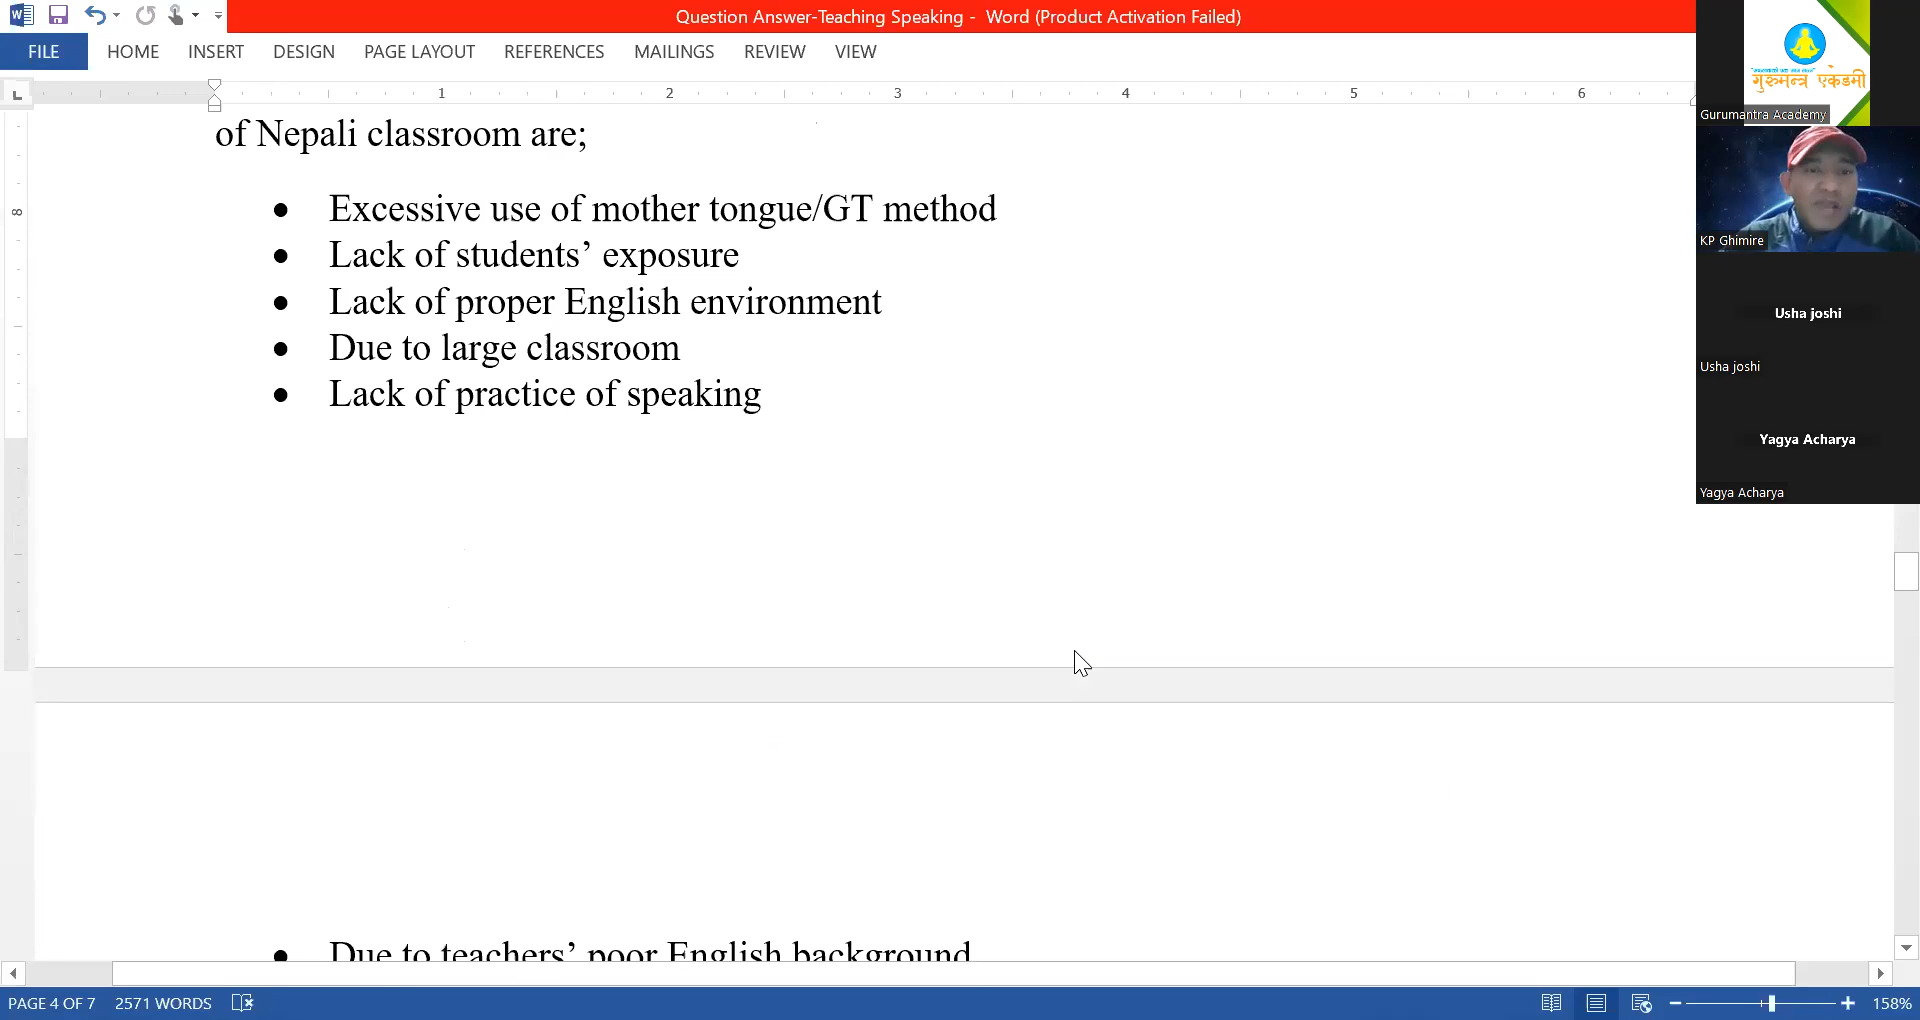 Question Answer-Teaching Speaking - Word (Product Activation Failed)
FILE HOME INSERT DESIGN PAGE LAYOUT REFERENCES MAILINGS REVIEW VIEW
1 2 3 4 5 6
8
of Nepali classroom are;
• Excessive use of mother tongue/GT method
• Lack of students’ exposure
• Lack of proper English environment
• Due to large classroom
• Lack of practice of speaking
• Due to teachers’ poor English background
गुरुमन्त्र एकेडमी
Gurumantra Academy
KP Ghimire
Usha joshi
Usha joshi
Yagya Acharya
Yagya Acharya
PAGE 4 OF 7 2571 WORDS
158%